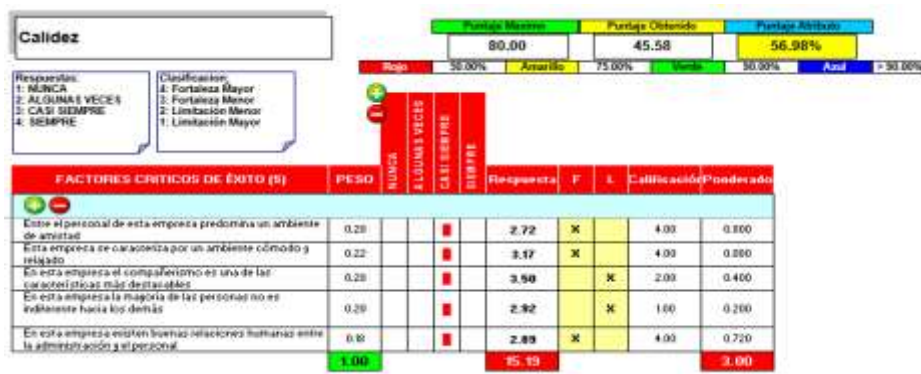 Calidez
Puntaje Maximo Puntaje Obtenido Puntaje Atributo
80.00 45.58 56.98%
Rojo 50.00% Amarillo 75.00% Verde 90.00% Azul > 90.00%
Respuestas:
1: NUNCA
2: ALGUNAS VECES
3: CASI SIEMPRE
4: SIEMPRE
Clasificacion:
4: Fortaleza Mayor
3: Fortaleza Menor
2: Limitación Menor
1: Limitación Mayor
FACTORES CRITICOS DE ÉXITO (5) PESO NUNCA ALGUNAS VECES CASI SIEMPRE SIEMPRE Respuesta F L Calificación Ponderado
Entre el personal de esta empresa predomina un ambiente
de amistad
0.20 2.72 X 4.00 0.800
Esta empresa se caracteriza por un ambiente cómodo y
relajado
0.22 3.17 X 4.00 0.880
En esta empresa el compañerismo es una de las
características más destacables
0.20 3.50 X 2.00 0.400
En esta empresa la mayoria de las personas no es
indiferente hacia los demás
0.20 2.92 X 1.00 0.200
En esta empresa existen buenas relaciones humanas entre
la administración y el personal
0.18 2.89 X 4.00 0.720
1.00 15.19 3.00